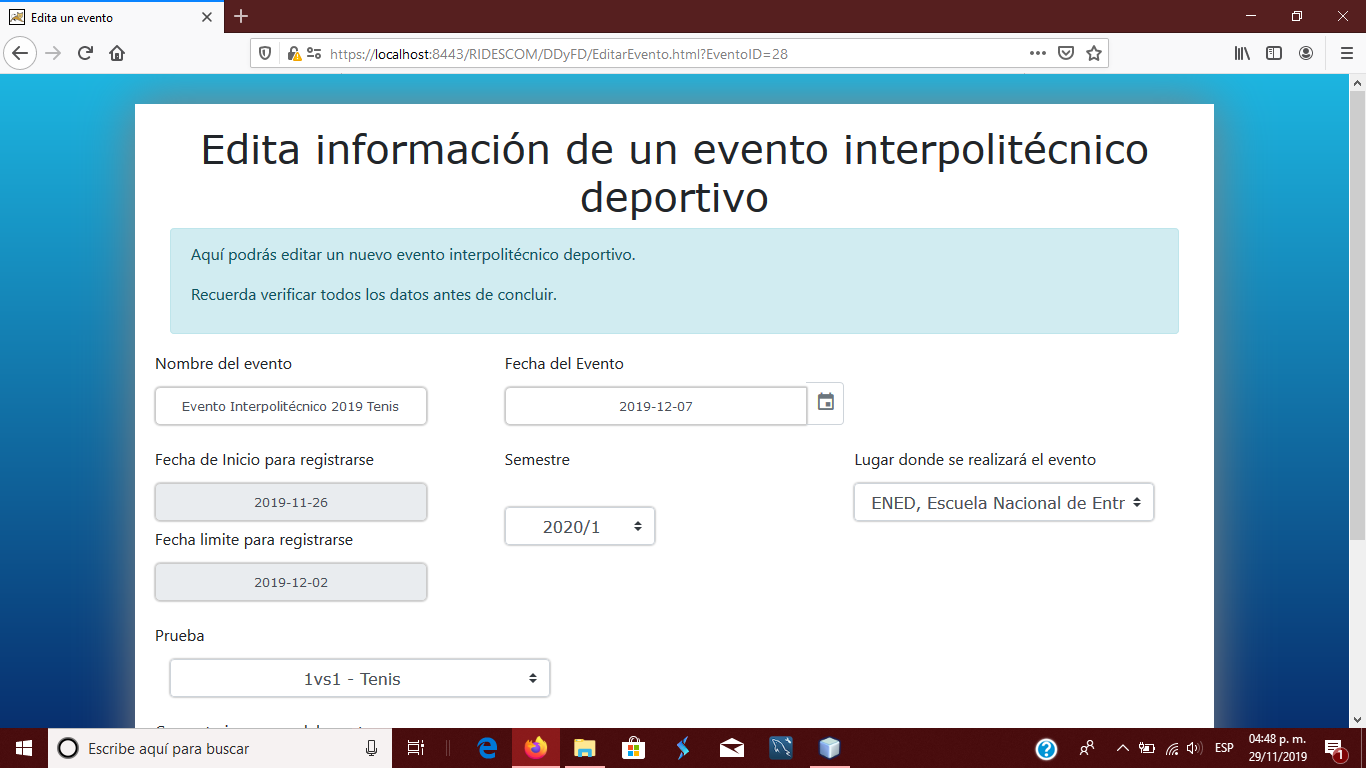 Edita un evento
https://localhost:8443/RIDESCOM/DDyFD/EditarEvento.html?EventoID=28
Edita información de un evento interpolitécnico
deportivo
Aquí podrás editar un nuevo evento interpolitécnico deportivo.
Recuerda verificar todos los datos antes de concluir.
Nombre del evento
Fecha del Evento
Evento Interpolitécnico 2019 Tenis
2019-12-07
Fecha de Inicio para registrarse
Semestre
Lugar donde se realizará el evento
2019-11-26
2020/1
ENED, Escuela Nacional de Entr
Fecha limite para registrarse
2019-12-02
Prueba
1vs1 - Tenis
Escribe aquí para buscar
ESP
04:48 p. m.
29/11/2019
1